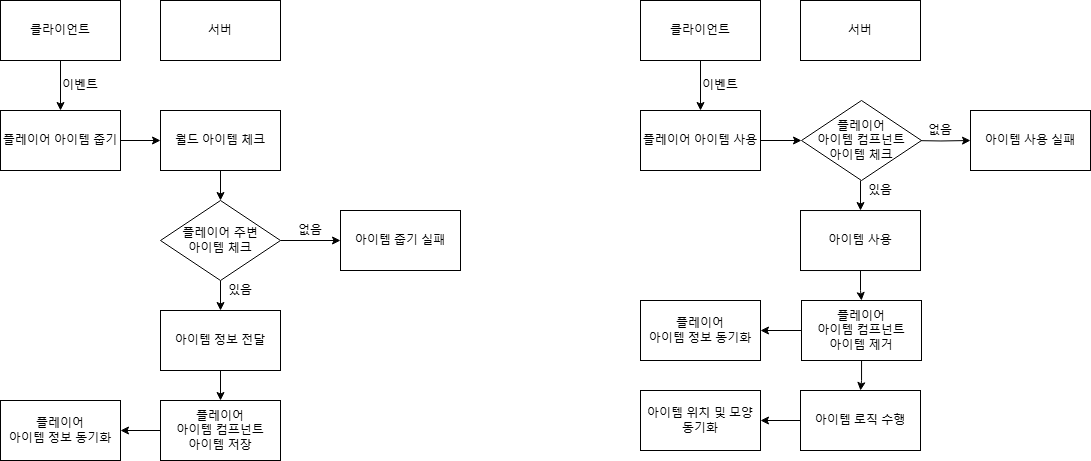 클라이언트
서버
이벤트
플레이어 아이템 줍기
월드 아이템 체크
플레이어 주변
아이템 체크
없음
아이템 줍기 실패
있음
아이템 정보 전달
플레이어
아이템 컴프넌트
아이템 저장
플레이어
아이템 정보 동기화
클라이언트
서버
이벤트
플레이어 아이템 사용
플레이어
아이템 컴프넌트
아이템 체크
없음
아이템 사용 실패
있음
아이템 사용
플레이어
아이템 컴프넌트
아이템 제거
플레이어
아이템 정보 동기화
아이템 로직 수행
아이템 위치 및 모양
동기화